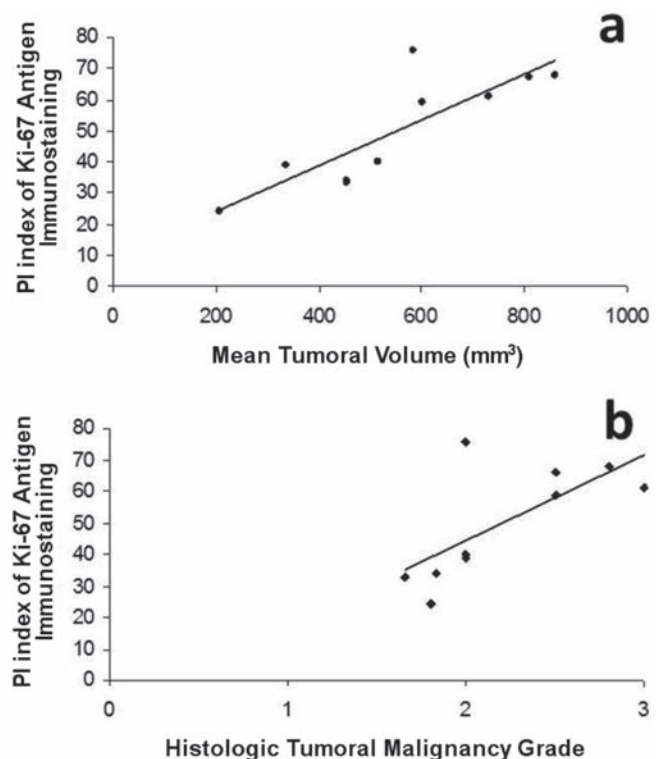 a
80
70
60
50
40
30
20
10
0
PI index of Ki-67 Antigen
Immunostaining
0 200 400 600 800 1000
Mean Tumoral Volume (mm³)
b
80
70
60
50
40
30
20
10
0
PI index of Ki-67 Antigen
Immunostaining
0 1 2 3
Histologic Tumoral Malignancy Grade